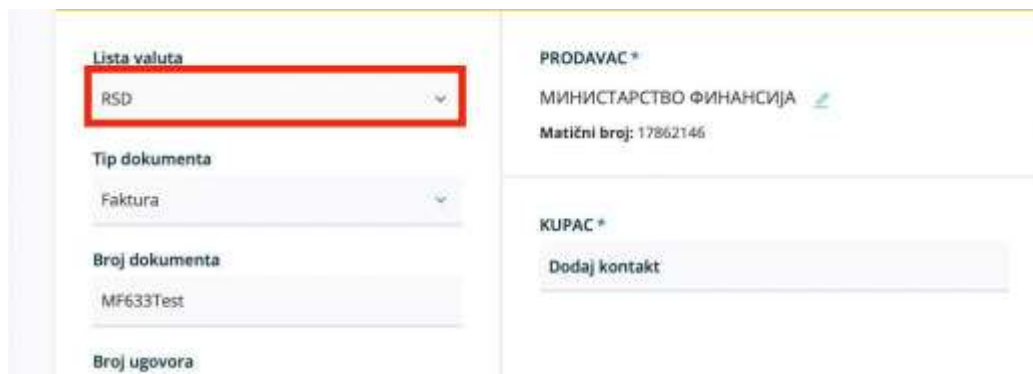 Lista valuta
RSD
Tip dokumenta
Faktura
Broj dokumenta
MF633Test
Broj ugovora
PRODAVAC *
МИНИСТАРСТВО ФИНАНСИЈА
Matični broj: 17862146
KUPAC *
Dodaj kontakt